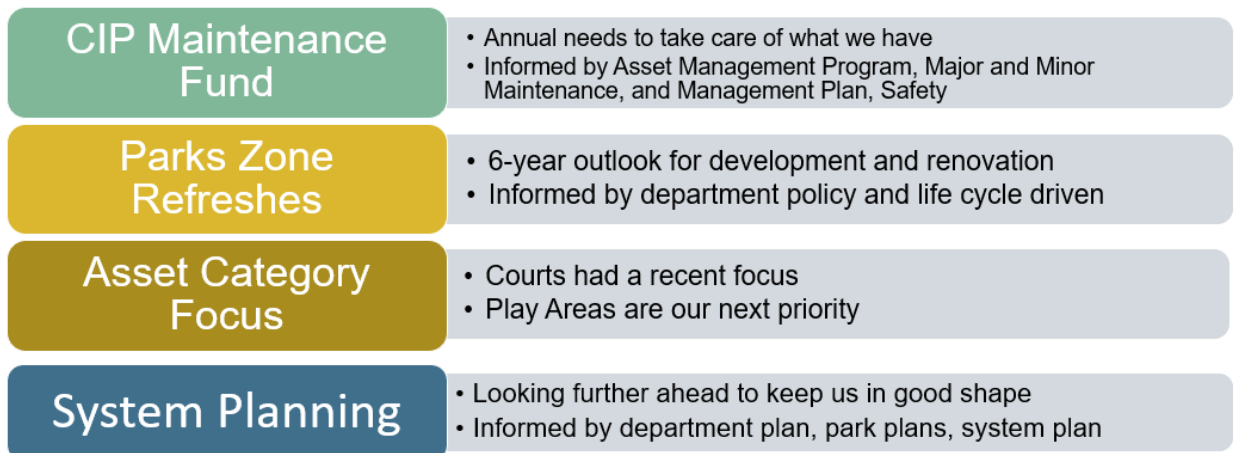 CIP Maintenance
Fund
• Annual needs to take care of what we have
• Informed by Asset Management Program, Major and Minor
Maintenance, and Management Plan, Safety
Parks Zone
Refreshes
• 6-year outlook for development and renovation
• Informed by department policy and life cycle driven
Asset Category
Focus
• Courts had a recent focus
• Play Areas are our next priority
System Planning
• Looking further ahead to keep us in good shape
• Informed by department plan, park plans, system plan